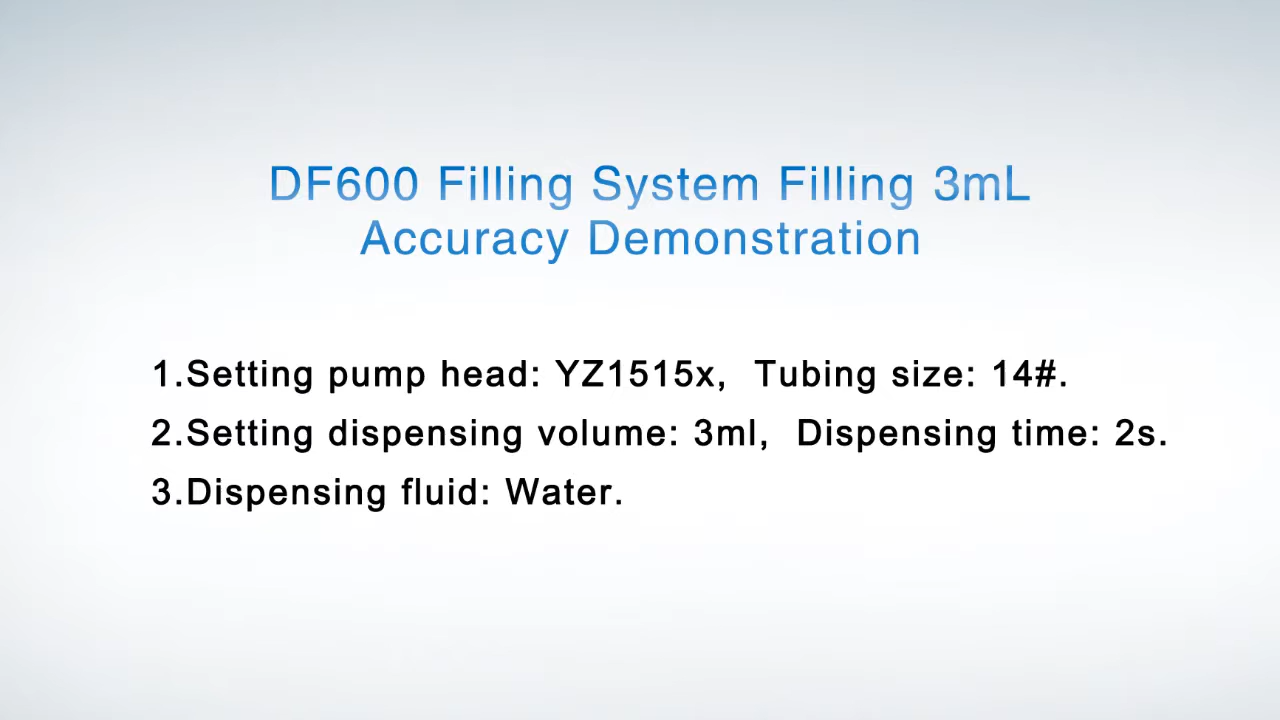 DF600 Filling System Filling 3mL
Accuracy Demonstration
1.Setting pump head: YZ1515x, Tubing size: 14#.
2.Setting dispensing volume: 3ml, Dispensing time: 2s.
3.Dispensing fluid: Water.